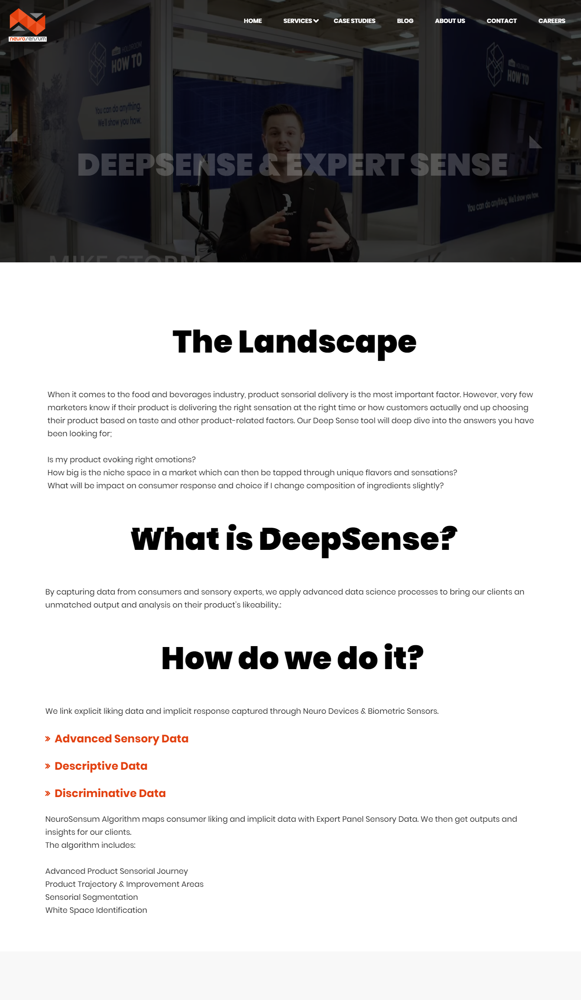 neurosensum
HOME SERVICES CASE STUDIES BLOG ABOUT US CONTACT CAREERS
HOLOROOM
HOW TO
HOLOROOM
HOW TO
You can do anything.
We'll show you how.
DEEPSENSE & EXPERT SENSE
You can do anything. We'll show you how.
MIKE STORM
The Landscape
When it comes to the food and beverages industry, product sensorial delivery is the most important factor. However, very few
marketers know if their product is delivering the right sensation at the right time or how customers actually end up choosing
their product based on taste and other product-related factors. Our Deep Sense tool will deep dive into the answers you have
been looking for;
Is my product evoking right emotions?
How big is the niche space in a market which can then be tapped through unique flavors and sensations?
What will be impact on consumer response and choice if I change composition of ingredients slightly?
What is DeepSense?
By capturing data from consumers and sensory experts, we apply advanced data science processes to bring our clients an
unmatched output and analysis on their product's likeability.:
How do we do it?
We link explicit liking data and implicit response captured through Neuro Devices & Biometric Sensors.
» Advanced Sensory Data
» Descriptive Data
» Discriminative Data
NeuroSensum Algorithm maps consumer liking and implicit data with Expert Panel Sensory Data. We then get outputs and
insights for our clients.
The algorithm includes:
Advanced Product Sensorial Journey
Product Trajectory & Improvement Areas
Sensorial Segmentation
White Space Identification